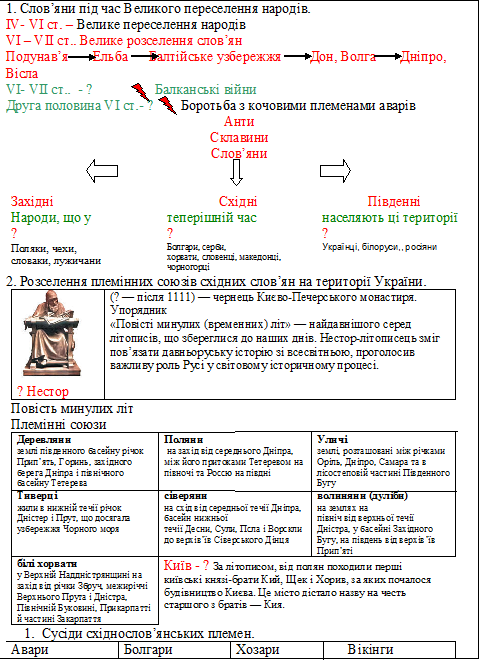 1. Слов’яни під час Великого переселення народів.
IV- VI ст. – Велике переселення народів
VI – VII ст.. Велике розселення слов’ян
Подунав’я Ельба Балтійське узбережжя Дон, Волга Дніпро,
Вісла
VI- VII ст.. - ? Балканські війни
Друга половина VI ст.- ? Боротьба з кочовими племенами аварів
Анти
Склавини
Слов’яни
Західні Східні Південні
Народи, що у теперішній час населяють ці території
? ? ?
Поляки, чехи,
словаки, лужичани
Болгари, серби,
хорвати, словенці, македонці,
чорногорці
Українці, білоруси,, росіяни
2. Розселення племінних союзів східних слов’ян на території України.
? Нестор
(? — після 1111) — чернець Києво-Печерського монастиря.
Упорядник
«Повісті минулих (временних) літ» — найдавнішого серед
літописів, що збереглися до наших днів. Нестор-літописець зміг
пов’язати давньоруську історію зі всесвітньою, проголосив
важливу роль Русі у світовому історичному процесі.
Повість минулих літ
Племінні союзи
Деревляни
землі південного басейну річок
Прип’ять, Горинь, західного
берега Дніпра і північного
басейну Тетерева
Поляни
на захід від середнього Дніпра,
між його притоками Тетеревом на
півночі та Россю на півдні
Уличі
землі, розташовані між річками
Оріль, Дніпро, Самара та в
лісостеповій частині Південного
Бугу
Тиверці
жили в нижній течії річок
Дністер і Прут, що досягала
узбережжя Чорного моря
сіверяни
на схід від середньої течії Дніпра,
басейн нижньої
течії Десни, Сули, Псла і Ворскли
до верхів’їв Сіверського Дінця
волиняни (дуліби)
на землях на
північ від верхньої течії
Дністра, у басейні Західного
Бугу, на південь від верхів’їв
Прип’яті
білі хорвати
у Верхній Наддністрянщині на
захід від річки Збруч, межиріччі
Верхнього Прута і Дністра,
Північній Буковині, Прикарпатті
й частині Закарпаття
Київ - ? За літописом, від полян походили перші
київські князі-брати Кий, Щек і Хорив, за яких почалося
будівництво Києва. Це місто дістало назву на честь
старшого з братів — Кия.
1. Сусіди східнослов’янських племен.
Авари Болгари Хозари Вікінги